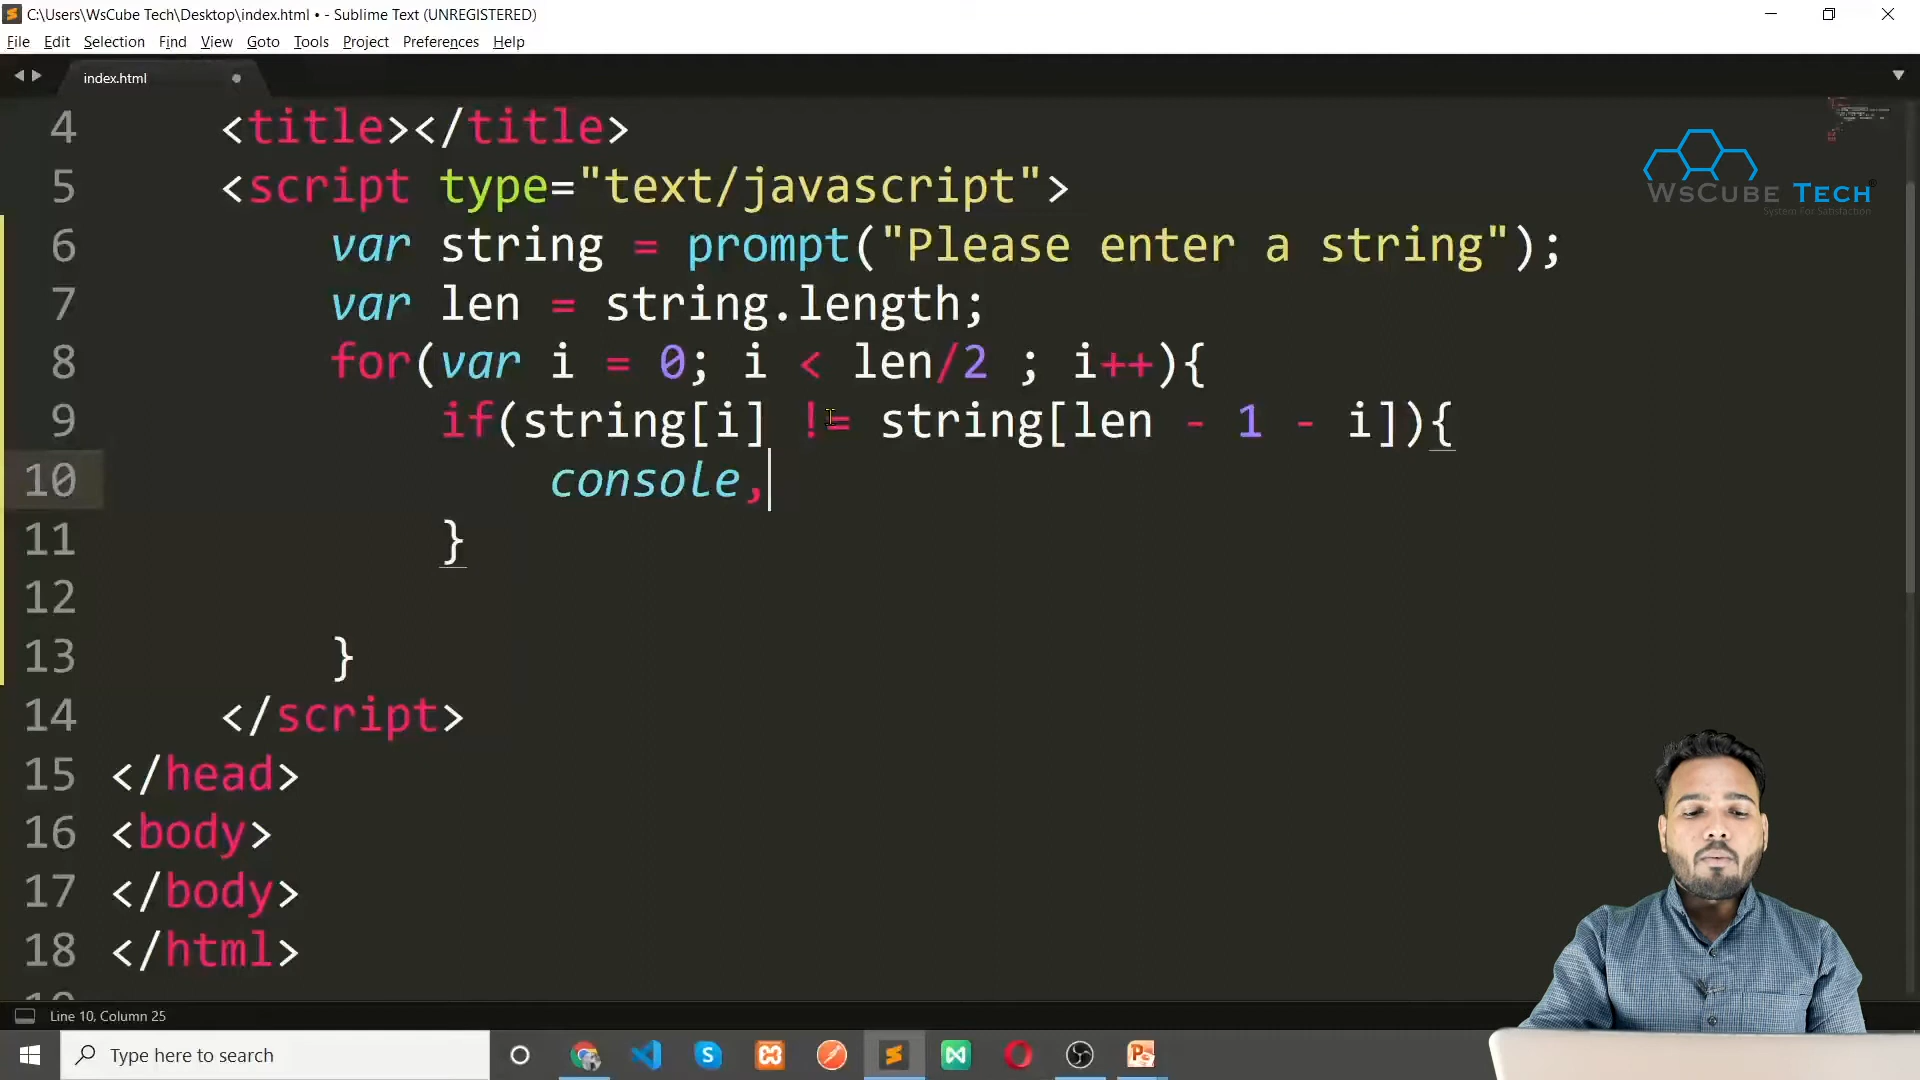 C:\Users\WsCube Tech\Desktop\index.html • - Sublime Text (UNREGISTERED)
File Edit Selection Find View Goto Tools Project Preferences Help
index.html
4 <title></title>
5 <script type="text/javascript">
6 var string = prompt("Please enter a string");
7 var len = string.length;
8 for(var i = 0; i < len/2 ; i++){
9 if(string[i] != string[len - 1 - i]){
10 console,
11 }
12
13 }
14 </script>
15 </head>
16 <body>
17 </body>
18 </html>
WSCUBE TECH
System For Satisfaction
Line 10, Column 25
Type here to search